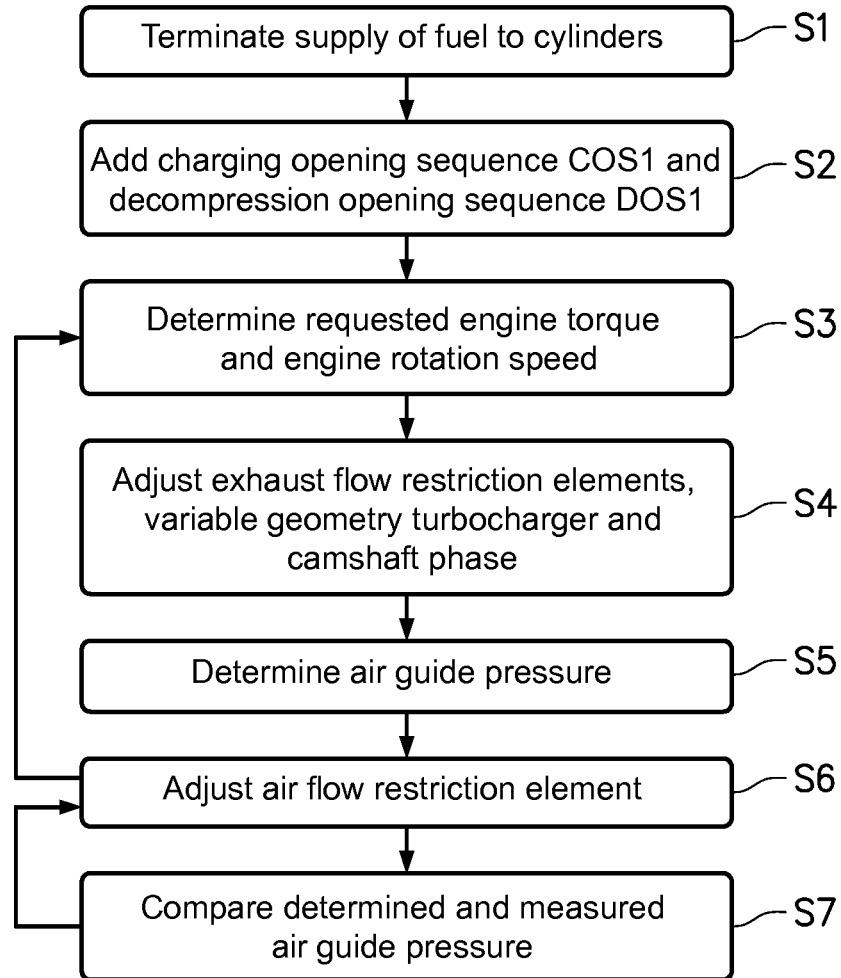 Terminate supply of fuel to cylinders
S1
Add charging opening sequence COS1 and
decompression opening sequence DOS1
S2
Determine requested engine torque
and engine rotation speed
S3
Adjust exhaust flow restriction elements,
variable geometry turbocharger and
camshaft phase
S4
Determine air guide pressure
S5
Adjust air flow restriction element
S6
Compare determined and measured
air guide pressure
S7